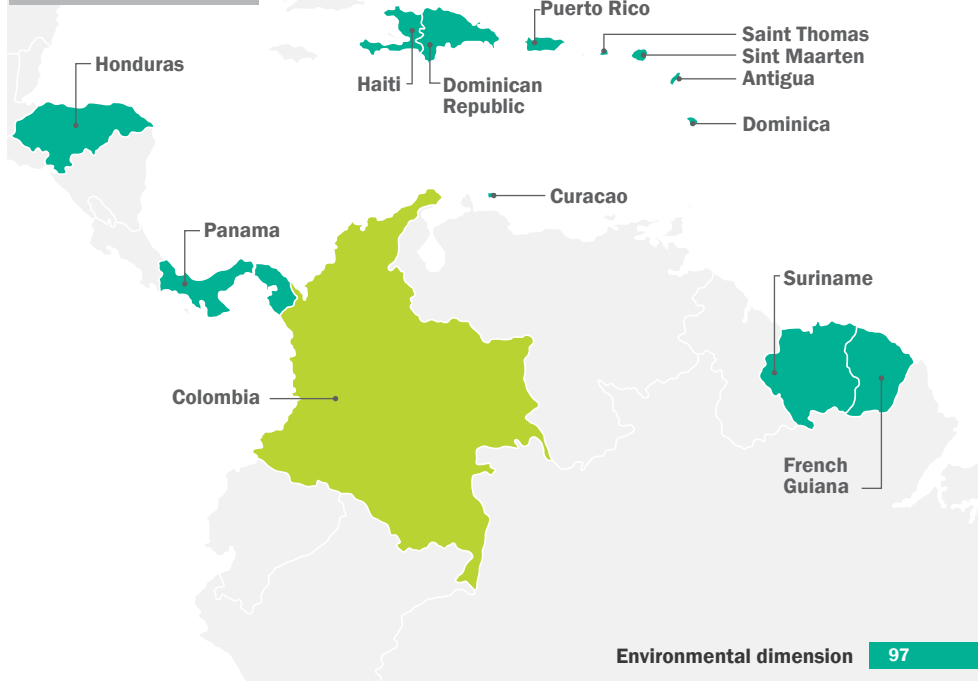 Puerto Rico
Saint Thomas
Sint Maarten
Antigua
Honduras
Haiti
Dominican
Republic
Dominica
Curacao
Panama
Suriname
Colombia
French
Guiana
Environmental dimension 97